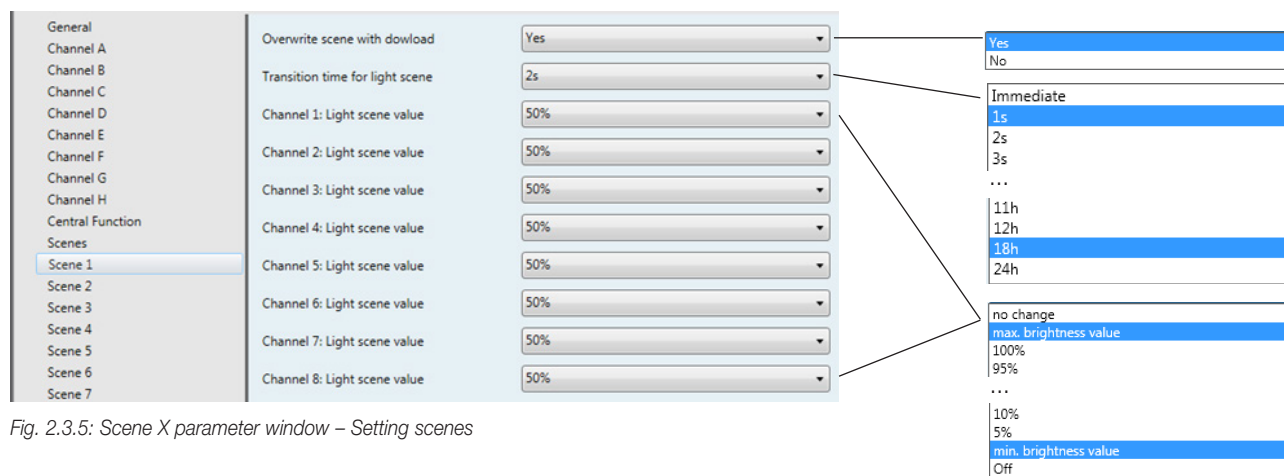 General
Channel A
Channel B
Channel C
Channel D
Channel E
Channel F
Channel G
Channel H
Central Function
Scenes
Scene 1
Scene 2
Scene 3
Scene 4
Scene 5
Scene 6
Scene 7
Overwrite scene with dowload Yes
Transition time for light scene 2s
Channel 1: Light scene value 50%
Channel 2: Light scene value 50%
Channel 3: Light scene value 50%
Channel 4: Light scene value 50%
Channel 5: Light scene value 50%
Channel 6: Light scene value 50%
Channel 7: Light scene value 50%
Channel 8: Light scene value 50%
Yes
No
Immediate
1s
2s
3s
...
11h
12h
18h
24h
no change
max. brightness value
100%
95%
...
10%
5%
min. brightness value
Off
Fig. 2.3.5: Scene X parameter window – Setting scenes